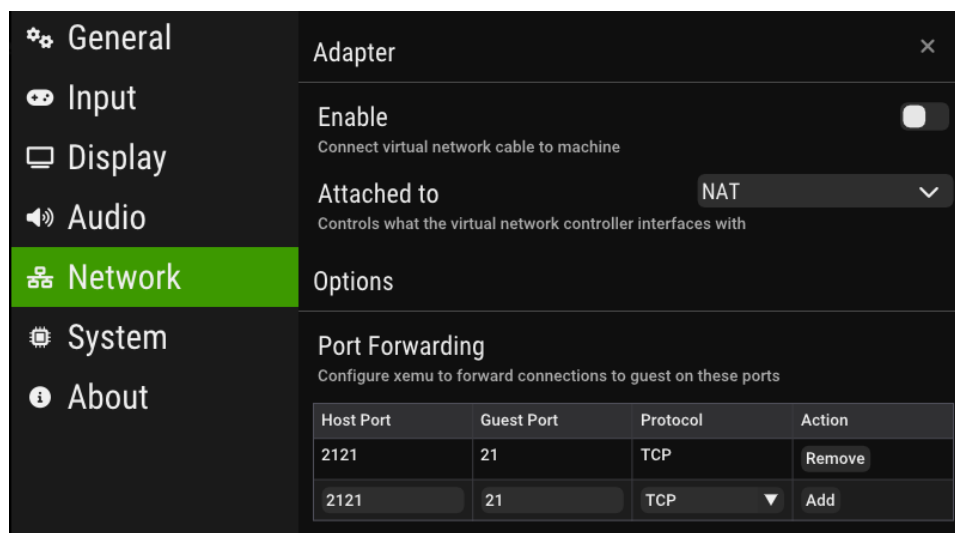 General
Input
Display
Audio
Network
System
About
Adapter
Enable
Connect virtual network cable to machine
Attached to NAT
Controls what the virtual network controller interfaces with
Options
Port Forwarding
Configure xemu to forward connections to guest on these ports
Host Port Guest Port Protocol Action
2121 21 TCP Remove
2121 21 TCP Add